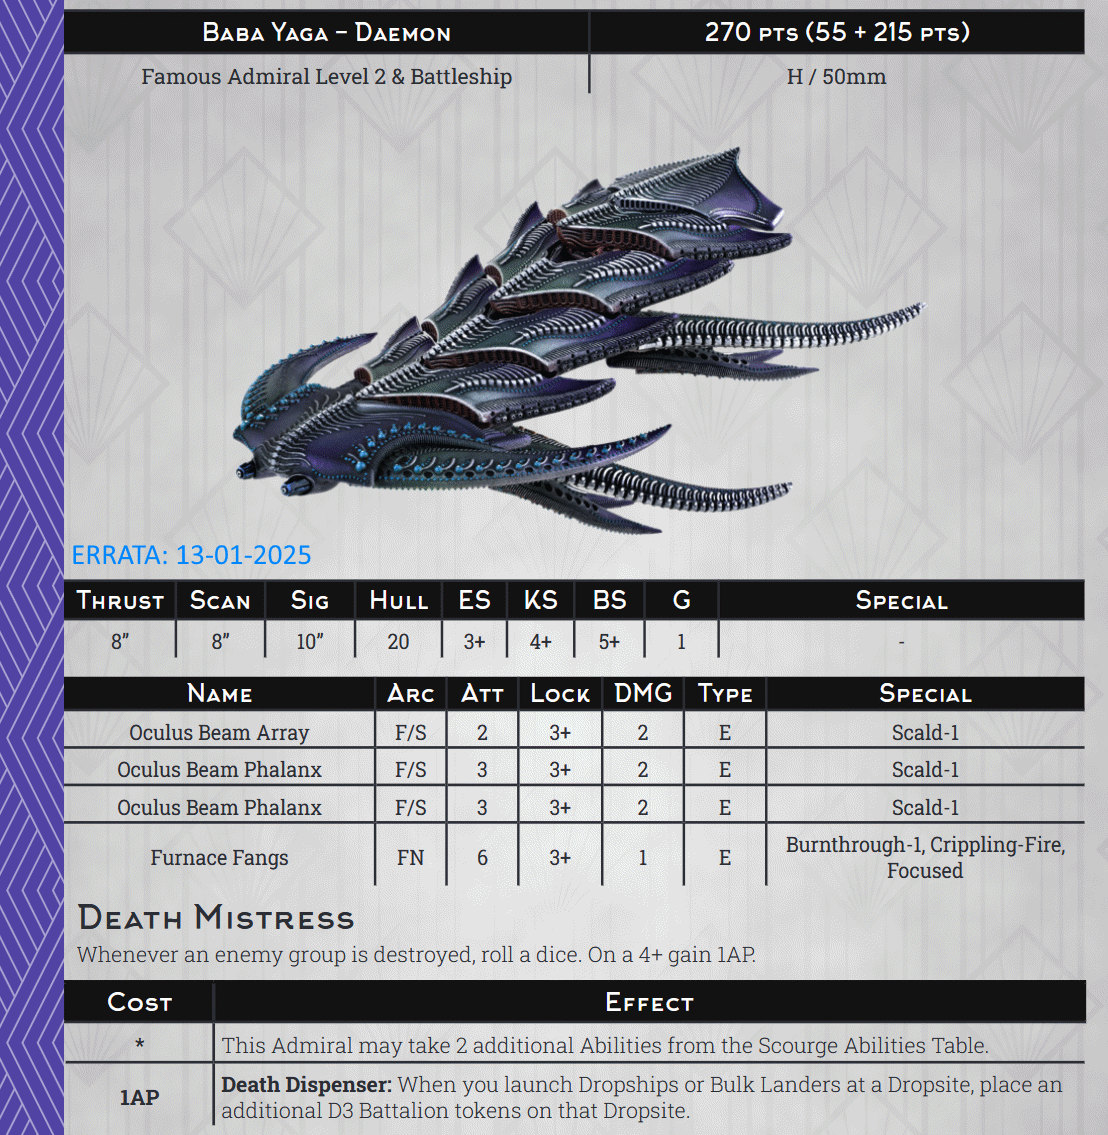 Baba Yaga – Daemon 270 pts (55 + 215 pts)
Famous Admiral Level 2 & Battleship H / 50mm
ERRATA: 13-01-2025
Thrust Scan Sig Hull ES KS BS G Special
8” 8” 10” 20 3+ 4+ 5+ 1 -
Name Arc Att Lock DMG Type Special
Oculus Beam Array F/S 2 3+ 2 E Scald-1
Oculus Beam Phalanx F/S 3 3+ 2 E Scald-1
Oculus Beam Phalanx F/S 3 3+ 2 E Scald-1
Furnace Fangs FN 6 3+ 1 E Burnthrough-1, Crippling-Fire,
Focused
Death Mistress
Whenever an enemy group is destroyed, roll a dice. On a 4+ gain 1AP.
Cost Effect
* This Admiral may take 2 additional Abilities from the Scourge Abilities Table.
1AP Death Dispenser: When you launch Dropships or Bulk Landers at a Dropsite, place an
additional D3 Battalion tokens on that Dropsite.